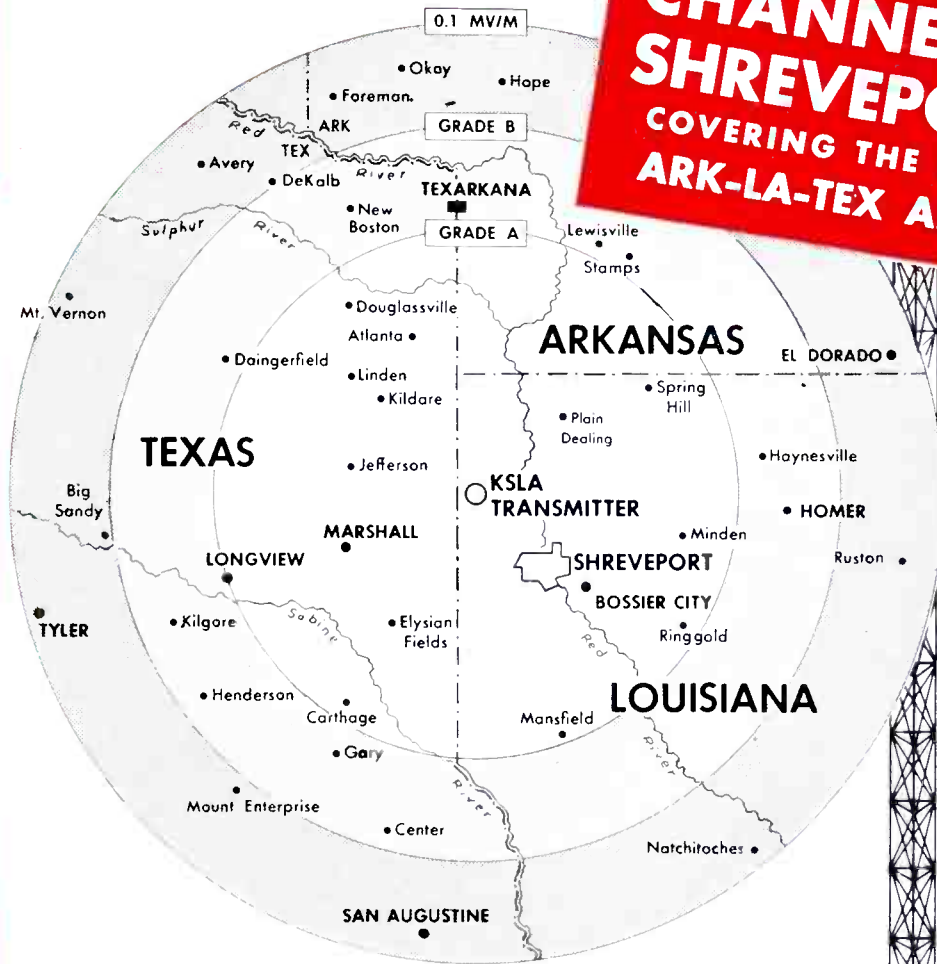 0.1 MV/M
CHANNE
SHREVEPO
COVERING THE
ARK-LA-TEX A
Okay
Hope
Foreman.
Red
River
ARK
TEX
GRADE B
Avery
DeKalb
TEXARKANA
New
Boston
Sulphur
River
GRADE A
Lewisville
Stamps
Mt. Vernon
Douglassville
Atlanta
ARKANSAS
EL DORADO
Daingerfield
Linden
Kildare
Spring
Hill
Plain
Dealing
TEXAS
Jefferson
Haynesville
Big
Sandy
KSLA
TRANSMITTER
HOMER
MARSHALL
Minden
LONGVIEW
SHREVEPORT
Ruston
BOSSIER CITY
TYLER
Kilgore
Sabine
River
Elysian
Fields
Ringgold
Red
River
Henderson
Carthage
LOUISIANA
Mansfield
Gary
Mount Enterprise
Center
Natchitoches
SAN AUGUSTINE